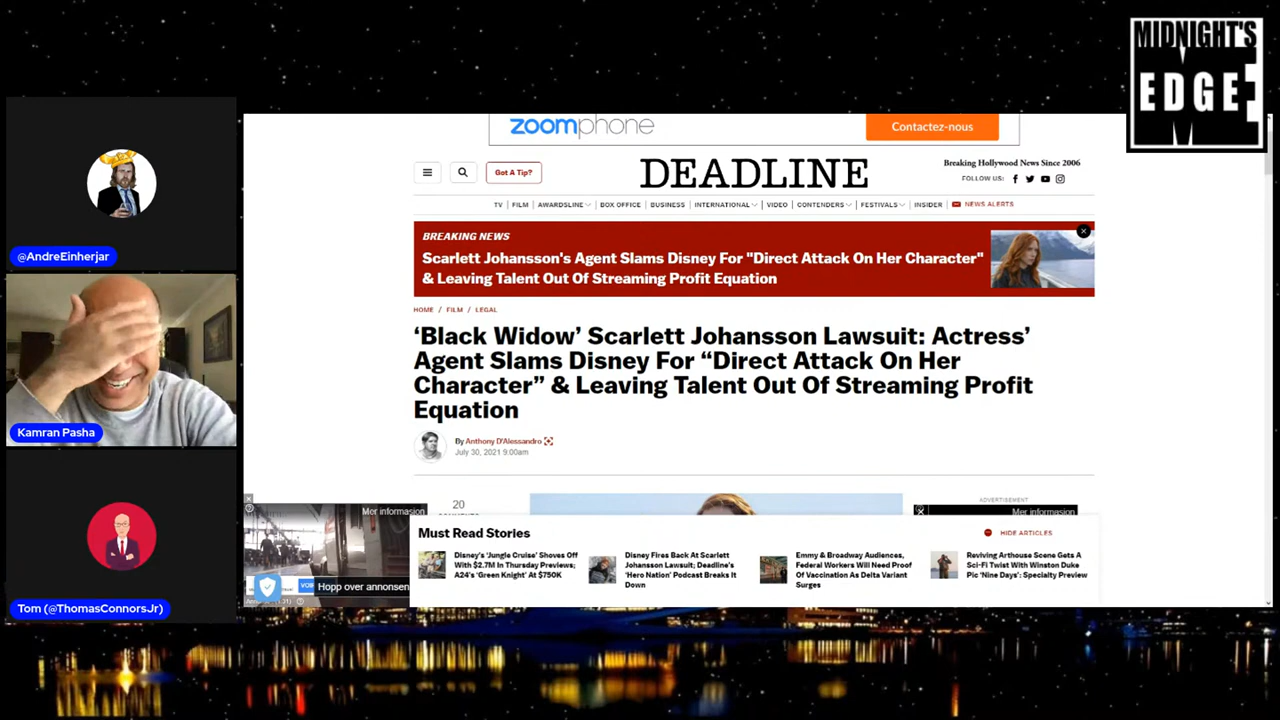 MIDNIGHT'S
EDGE
@AndreEinherjar
Kamran Pasha
Tom (@ThomasConnorsJr)
zoomphone
Contactez-nous
Got A Tip?
DEADLINE
Breaking Hollywood News Since 2006
FOLLOW US:
TV FILM AWARDSLINE BOX OFFICE BUSINESS INTERNATIONAL VIDEO CONTENDERS FESTIVALS INSIDER NEWS ALERTS
BREAKING NEWS
Scarlett Johansson's Agent Slams Disney For "Direct Attack On Her Character"
& Leaving Talent Out Of Streaming Profit Equation
HOME / FILM / LEGAL
‘Black Widow’ Scarlett Johansson Lawsuit: Actress’
Agent Slams Disney For “Direct Attack On Her
Character” & Leaving Talent Out Of Streaming Profit
Equation
By Anthony D'Alessandro
July 30, 2021 9:00am
20
ADVERTISEMENT
Mer informasjon
Mer informasjon
Hopp over annonsen
Must Read Stories
HIDE ARTICLES
Disney's 'Jungle Cruise' Shoves Off
With $2.7M In Thursday Previews;
A24's 'Green Knight' At $750K
Disney Fires Back At Scarlett
Johansson Lawsuit; Deadline's
'Hero Nation' Podcast Breaks It
Down
Emmy & Broadway Audiences,
Federal Workers Will Need Proof
Of Vaccination As Delta Variant
Surges
Reviving Arthouse Scene Gets A
Sci-Fi Twist With Winston Duke
Pic 'Nine Days': Specialty Preview